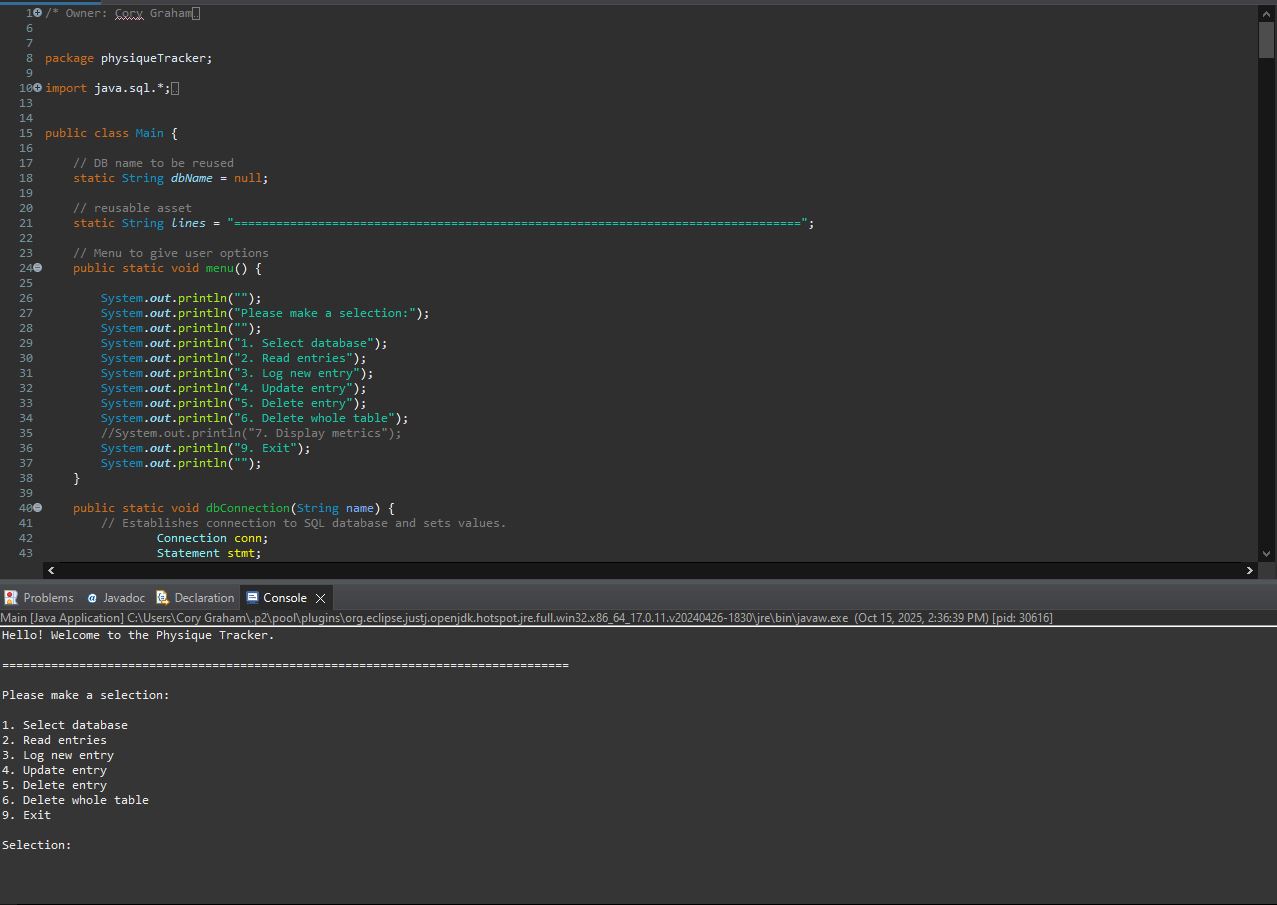 1 /* Owner: Cory Graham
6
7
8 package physiqueTracker;
9
10 import java.sql.*;
13
14
15 public class Main {
16
17     // DB name to be reused
18     static String dbName = null;
19
20     // reusable asset
21     static String lines = "=================================================================================";
22
23     // Menu to give user options
24     public static void menu() {
25
26         System.out.println("");
27         System.out.println("Please make a selection:");
28         System.out.println("");
29         System.out.println("1. Select database");
30         System.out.println("2. Read entries");
31         System.out.println("3. Log new entry");
32         System.out.println("4. Update entry");
33         System.out.println("5. Delete entry");
34         System.out.println("6. Delete whole table");
35         //System.out.println("7. Display metrics");
36         System.out.println("9. Exit");
37         System.out.println("");
38     }
39
40     public static void dbConnection(String name) {
41         // Establishes connection to SQL database and sets values.
42                 Connection conn;
43                 Statement stmt;
Problems @ Javadoc Declaration Console
Main [Java Application] C:\Users\Cory Graham\.p2\pool\plugins\org.eclipse.justj.openjdk.hotspot.jre.full.win32.x86_64_17.0.11.v20240426-1830\jre\bin\javaw.exe (Oct 15, 2025, 2:36:39 PM) [pid: 30616]
Hello! Welcome to the Physique Tracker.
=================================================================================
Please make a selection:
1. Select database
2. Read entries
3. Log new entry
4. Update entry
5. Delete entry
6. Delete whole table
9. Exit
Selection: